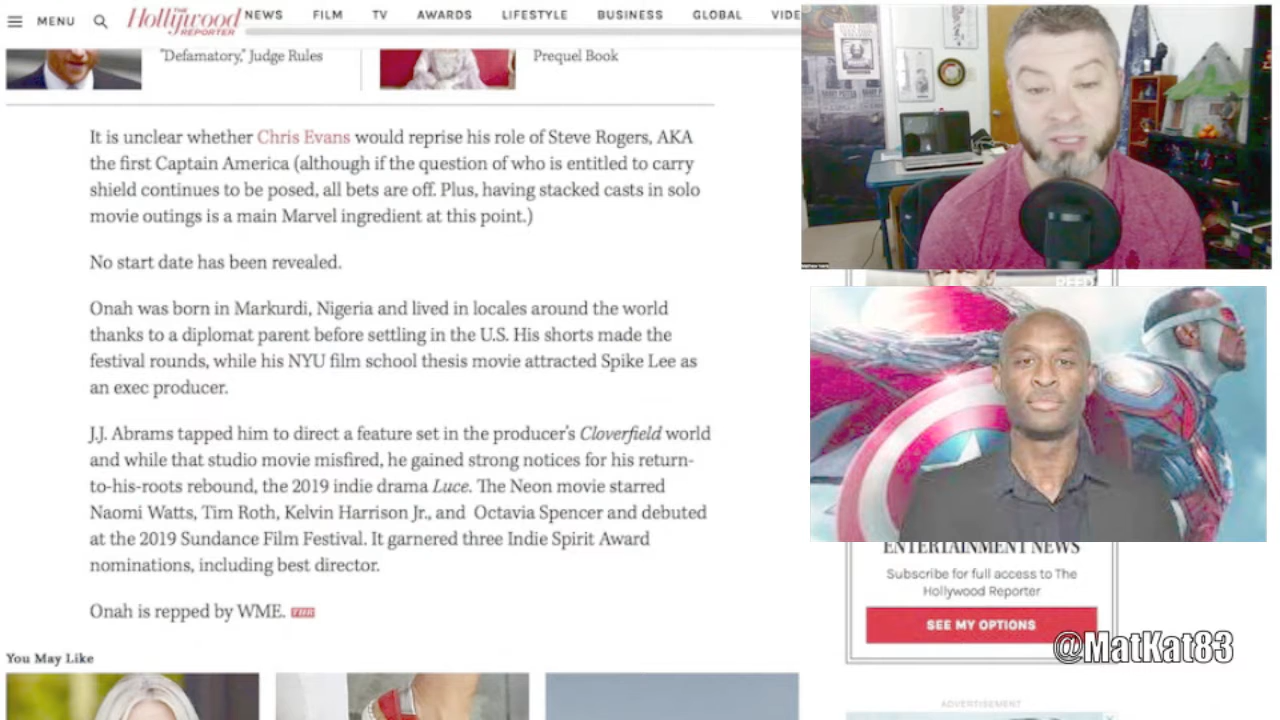 MENU
THE
Hollywood
REPORTER
NEWS FILM TV AWARDS LIFESTYLE BUSINESS GLOBAL VIDE
"Defamatory," Judge Rules
Prequel Book
It is unclear whether Chris Evans would reprise his role of Steve Rogers, AKA
the first Captain America (although if the question of who is entitled to carry
shield continues to be posed, all bets are off. Plus, having stacked casts in solo
movie outings is a main Marvel ingredient at this point.)
No start date has been revealed.
Onah was born in Markurdi, Nigeria and lived in locales around the world
thanks to a diplomat parent before settling in the U.S. His shorts made the
festival rounds, while his NYU film school thesis movie attracted Spike Lee as
an exec producer.
J.J. Abrams tapped him to direct a feature set in the producer's Cloverfield world
and while that studio movie misfired, he gained strong notices for his return-
to-his-roots rebound, the 2019 indie drama Luce. The Neon movie starred
Naomi Watts, Tim Roth, Kelvin Harrison Jr., and Octavia Spencer and debuted
at the 2019 Sundance Film Festival. It garnered three Indie Spirit Award
nominations, including best director.
Onah is repped by WME. THR
You May Like
ENTERTAINMENT NEWS
Subscribe for full access to The
Hollywood Reporter
SEE MY OPTIONS
@MatKat83
ADVERTISEMENT